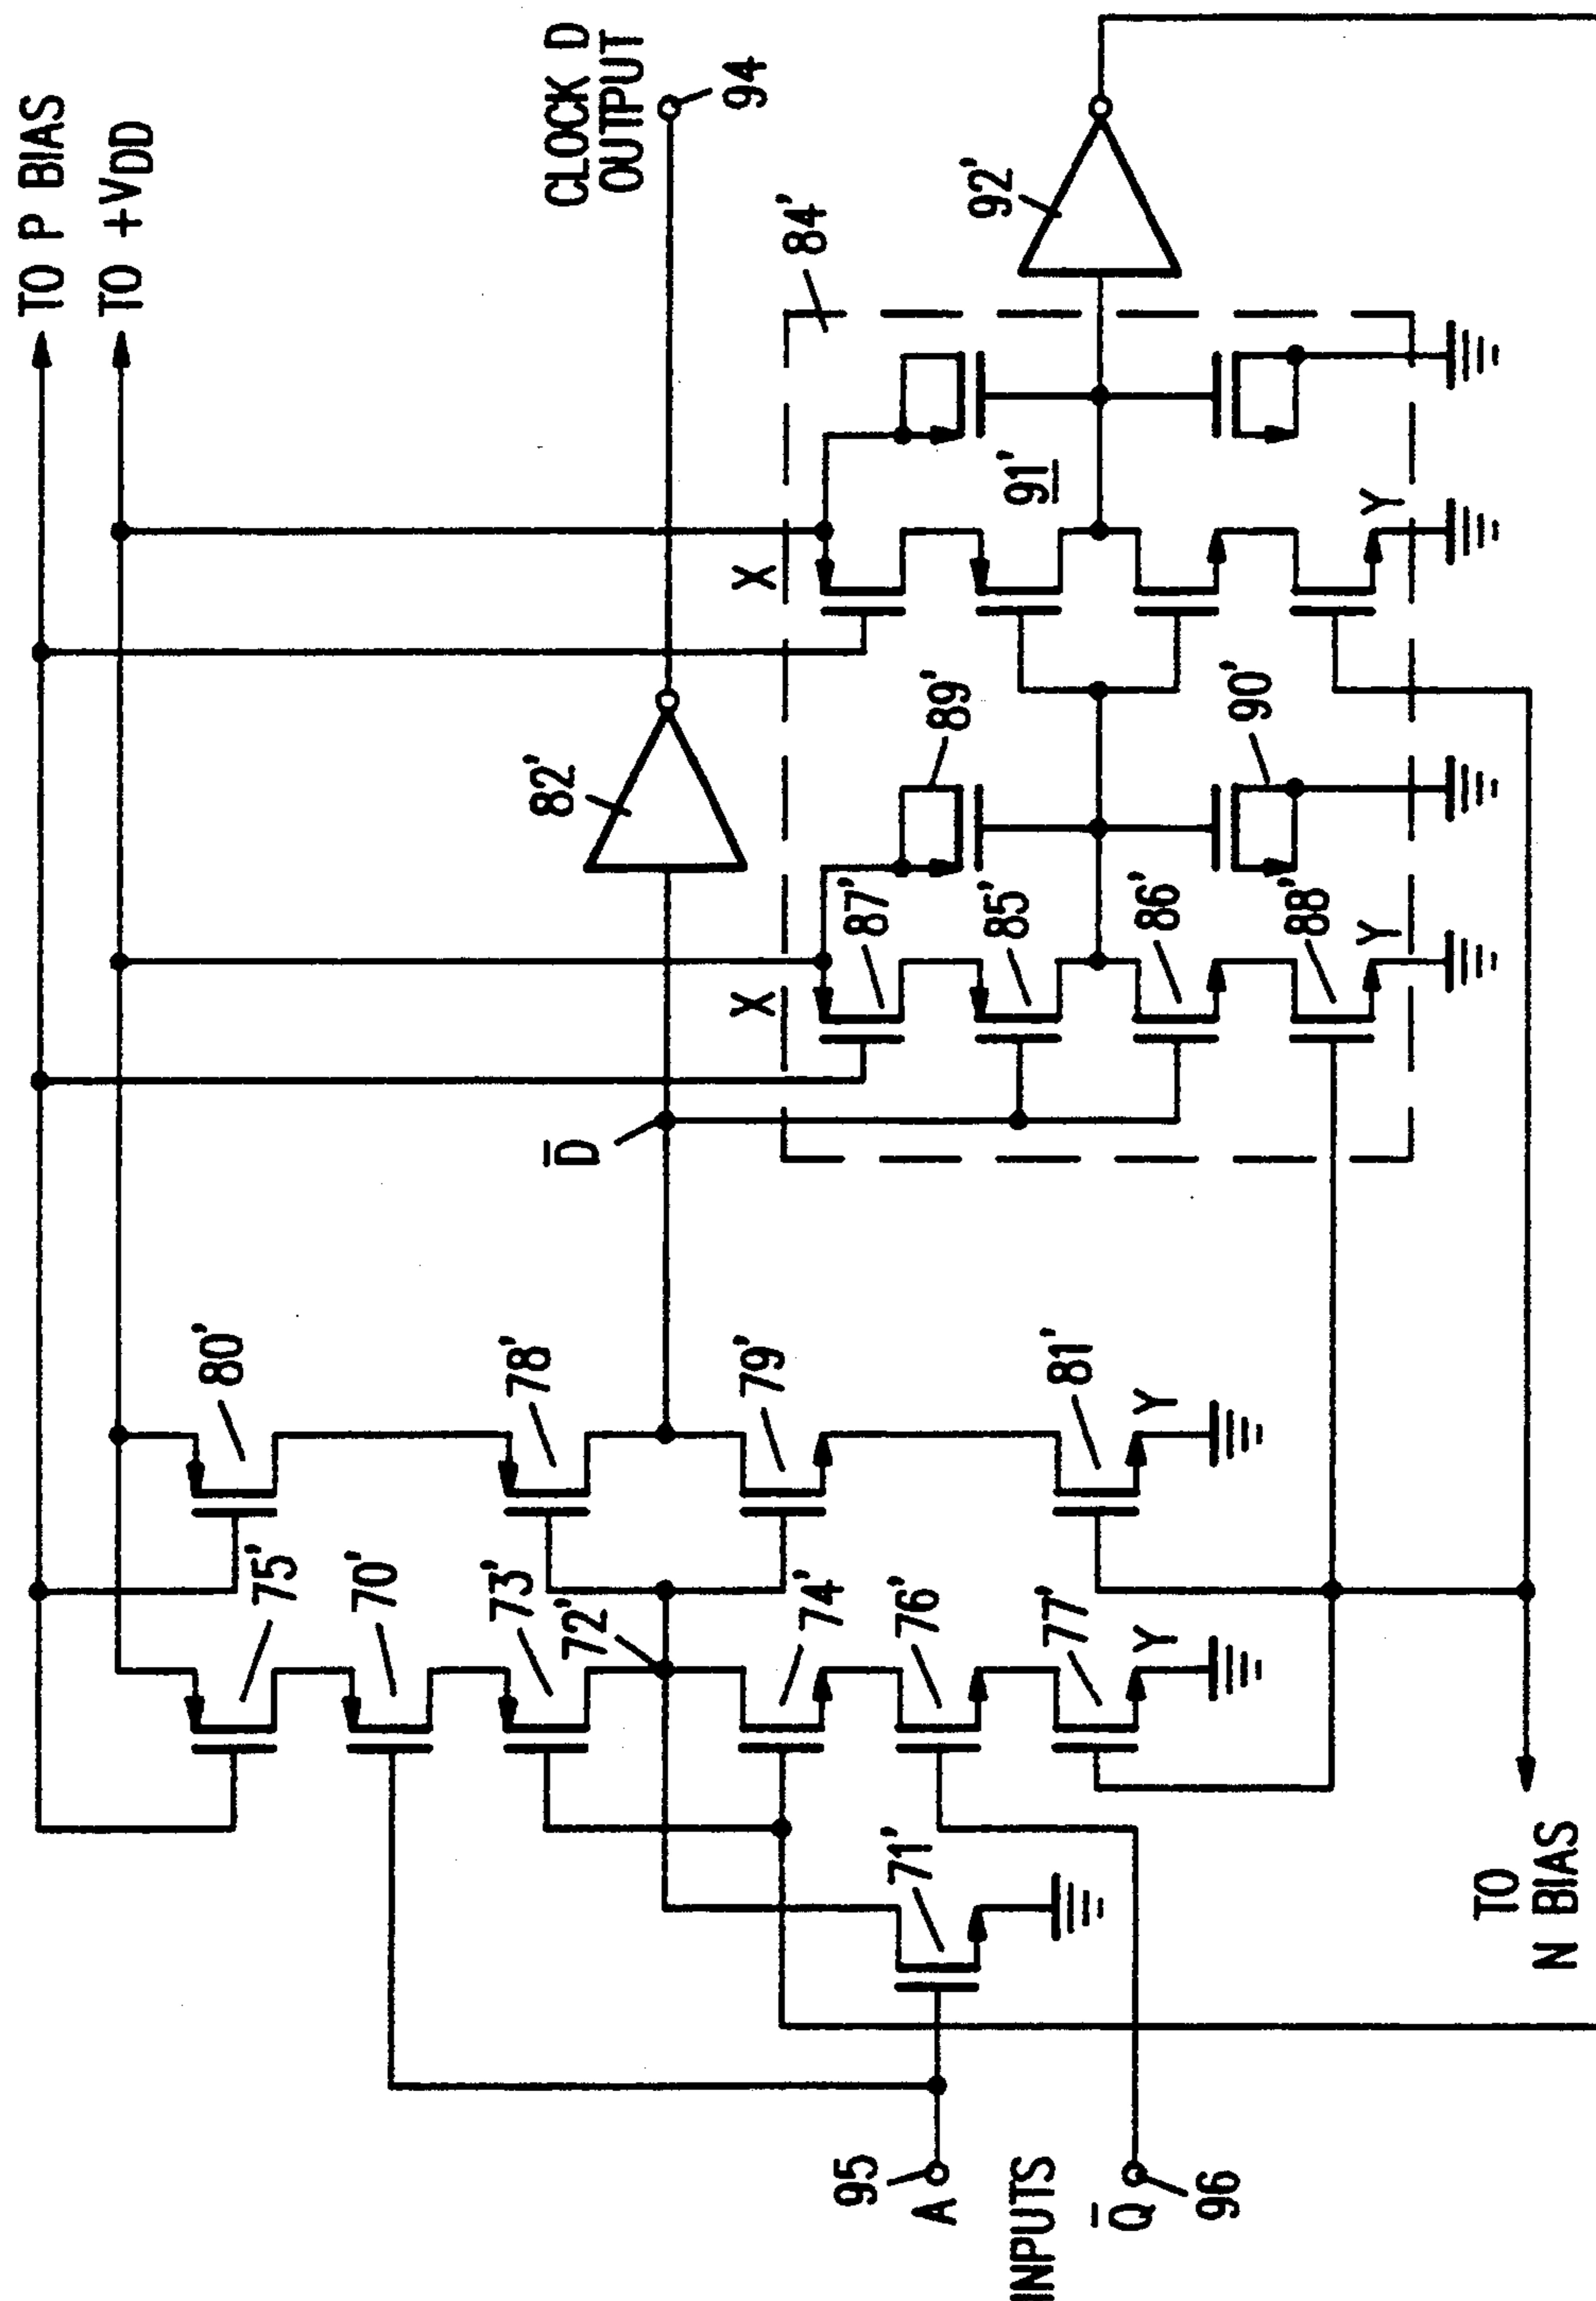 TO P BIAS
TO +VDD
CLOCK D
OUTPUT
94
84'
92'
82'
X
91'
Y
89'
90'
X
87'
85'
86'
88'
Y
D̅
80'
78'
79'
81'
Y
75'
70'
73'
72'
74'
76'
77'
Y
71'
TO
N BIAS
95
A
INPUTS
Q̅
96